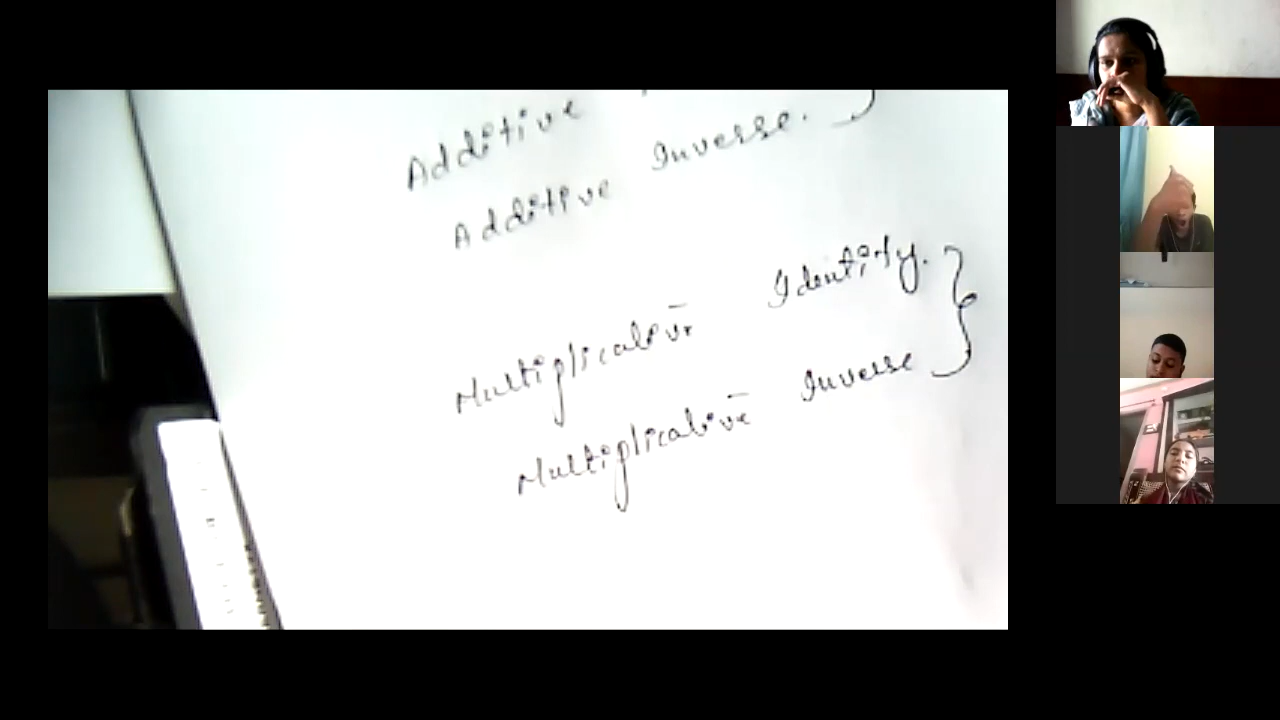 Additive
Additive Inverse.
Multiplicative Identity.
Multiplicative Inverse